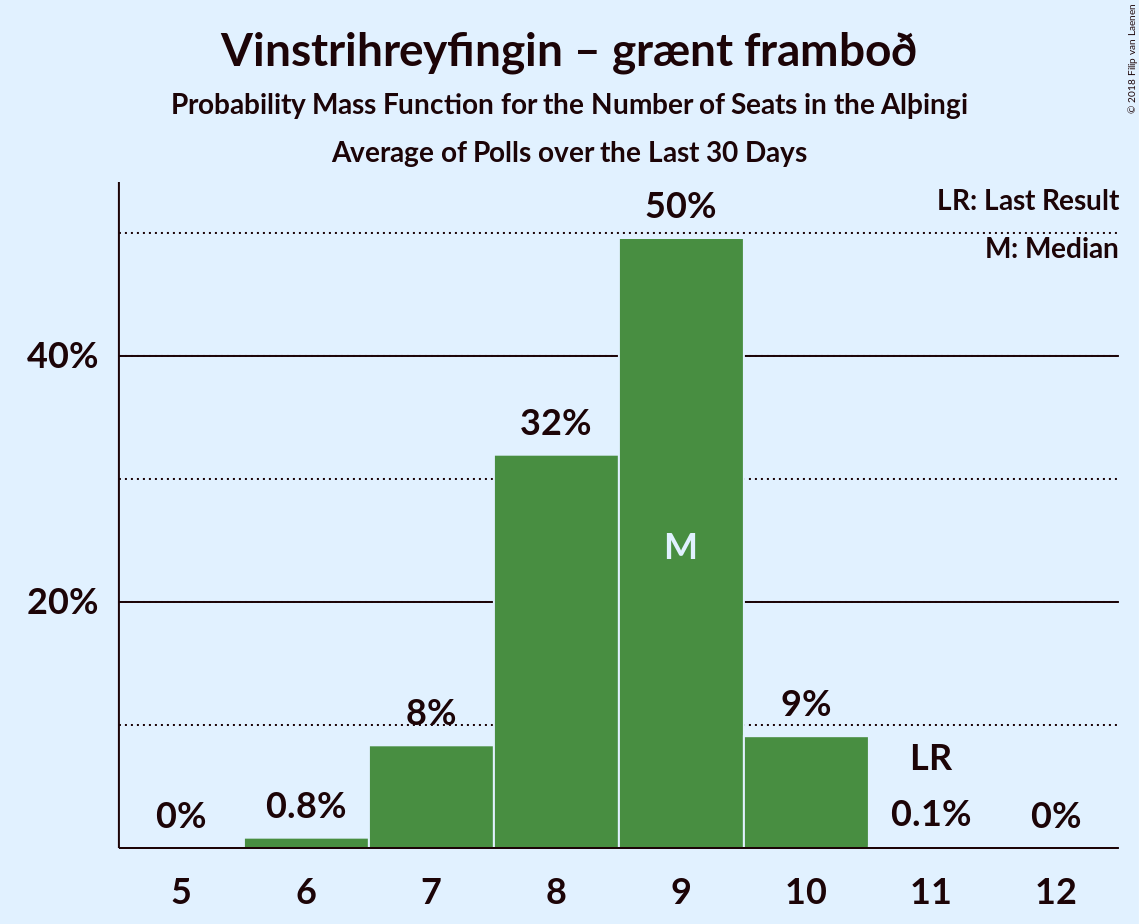 Vinstrihreyfingin – grænt framboð
Probability Mass Function for the Number of Seats in the Alþingi
Average of Polls over the Last 30 Days
© 2018 Filip van Laenen
LR: Last Result
M: Median
50%
40%
32%
M
20%
9%
8%
LR
0.8%
0.1%
0%
0%
5 6 7 8 9 10 11 12